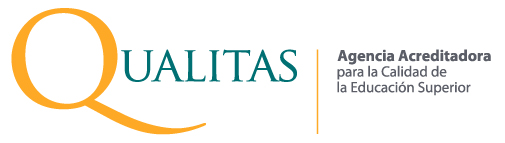 QUALITAS
Agencia Acreditadora
para la Calidad de
la Educación Superior